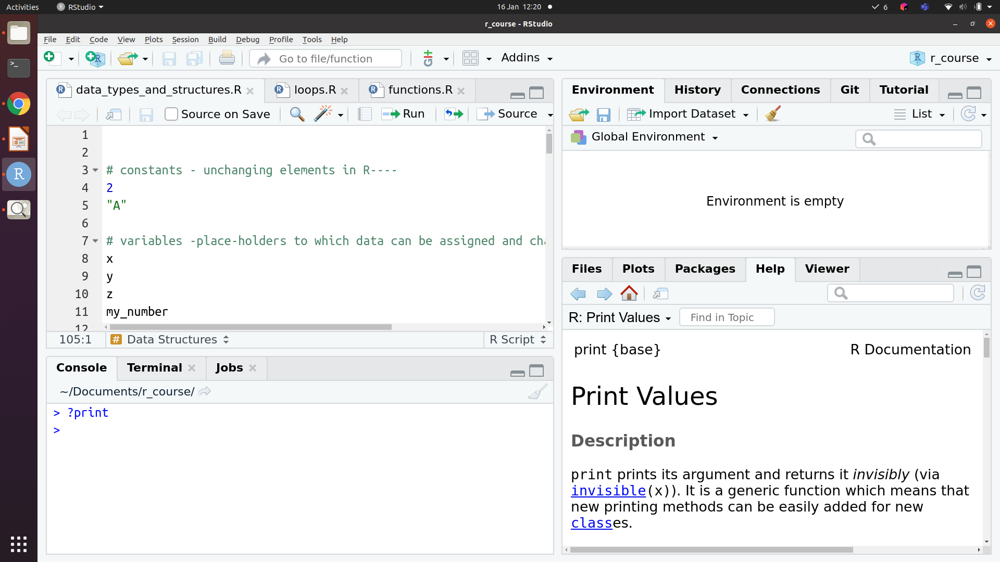 Activities
RStudio
16 Jan 12:20
6
r_course - RStudio
File Edit Code View Plots Session Build Debug Profile Tools Help
Go to file/function
Addins
r_course
data_types_and_structures.R
loops.R
functions.R
Source on Save
Run
Source
1
2
3 # constants - unchanging elements in R----
4 2
5 "A"
6
7 # variables -place-holders to which data can be assigned and cha
8 x
9 y
10 z
11 my_number
12
105:1
# Data Structures
R Script
Console
Terminal
Jobs
~/Documents/r_course/
> ?print
>
Environment
History
Connections
Git
Tutorial
Import Dataset
List
Global Environment
Environment is empty
Files
Plots
Packages
Help
Viewer
R: Print Values
Find in Topic
print {base}
R Documentation
Print Values
Description
print prints its argument and returns it invisibly (via
invisible(x)). It is a generic function which means that
new printing methods can be easily added for new
classes.